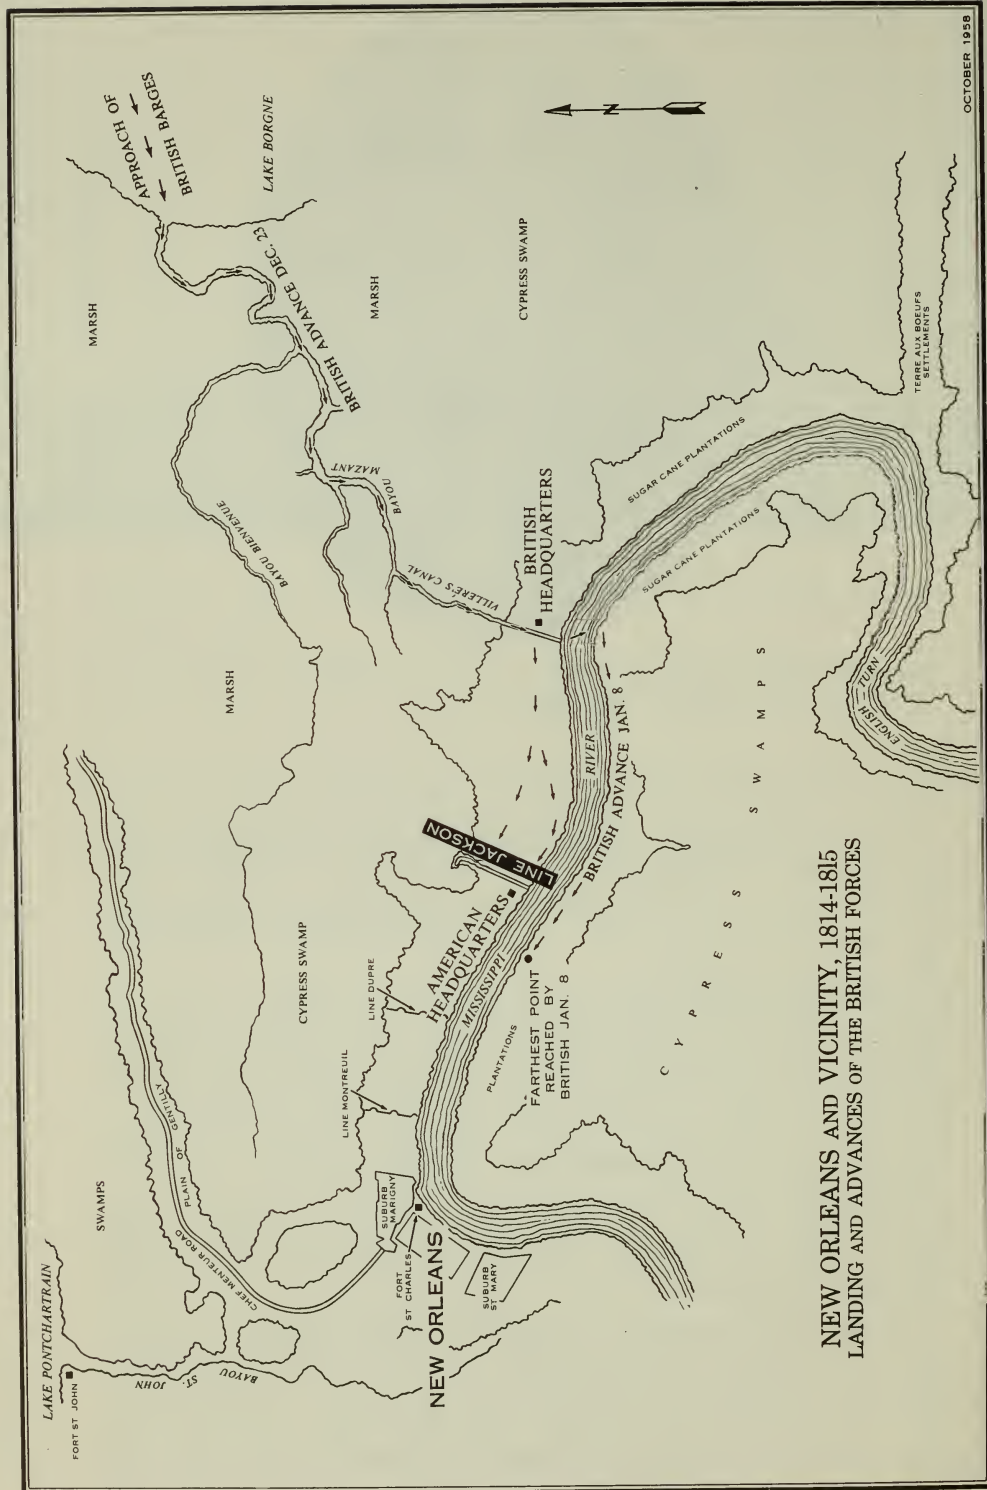 LAKE PONTCHARTRAIN
FORT ST JOHN
BAYOU ST. JOHN
SWAMPS
CHEF MENTEUR ROAD
PLAIN OF GENTILLY
MARSH
MARSH
APPROACH OF
BRITISH BARGES
LAKE BORGNE
BRITISH ADVANCE DEC. 23
MARSH
BAYOU BIENVENUE
BAYOU MAZANT
VILLERE'S CANAL
CYPRESS SWAMP
CYPRESS SWAMP
N
LINE MONTREUIL
LINE DUPRE
SUBURB
MARIGNY
FORT
ST CHARLES
NEW ORLEANS
SUBURB
ST MARY
AMERICAN
HEADQUARTERS
LINE JACKSON
BRITISH
HEADQUARTERS
MISSISSIPPI RIVER
PLANTATIONS
FARTHEST POINT
REACHED BY
BRITISH JAN. 8
BRITISH ADVANCE JAN. 8
SUGAR CANE PLANTATIONS
SUGAR CANE PLANTATIONS
CYPRESS SWAMPS
ENGLISH TURN
TERRE AUX BOEUFS
SETTLEMENTS
NEW ORLEANS AND VICINITY, 1814-1815
LANDING AND ADVANCES OF THE BRITISH FORCES
OCTOBER 1958